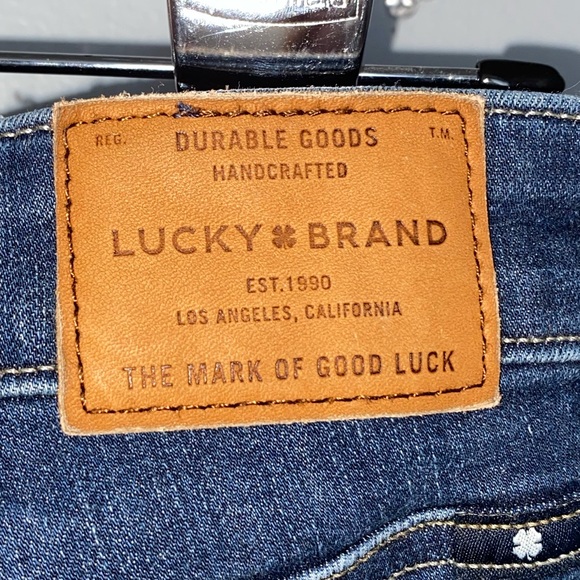 REG. DURABLE GOODS T.M.
HANDCRAFTED
LUCKY BRAND
EST.1990
LOS ANGELES, CALIFORNIA
THE MARK OF GOOD LUCK